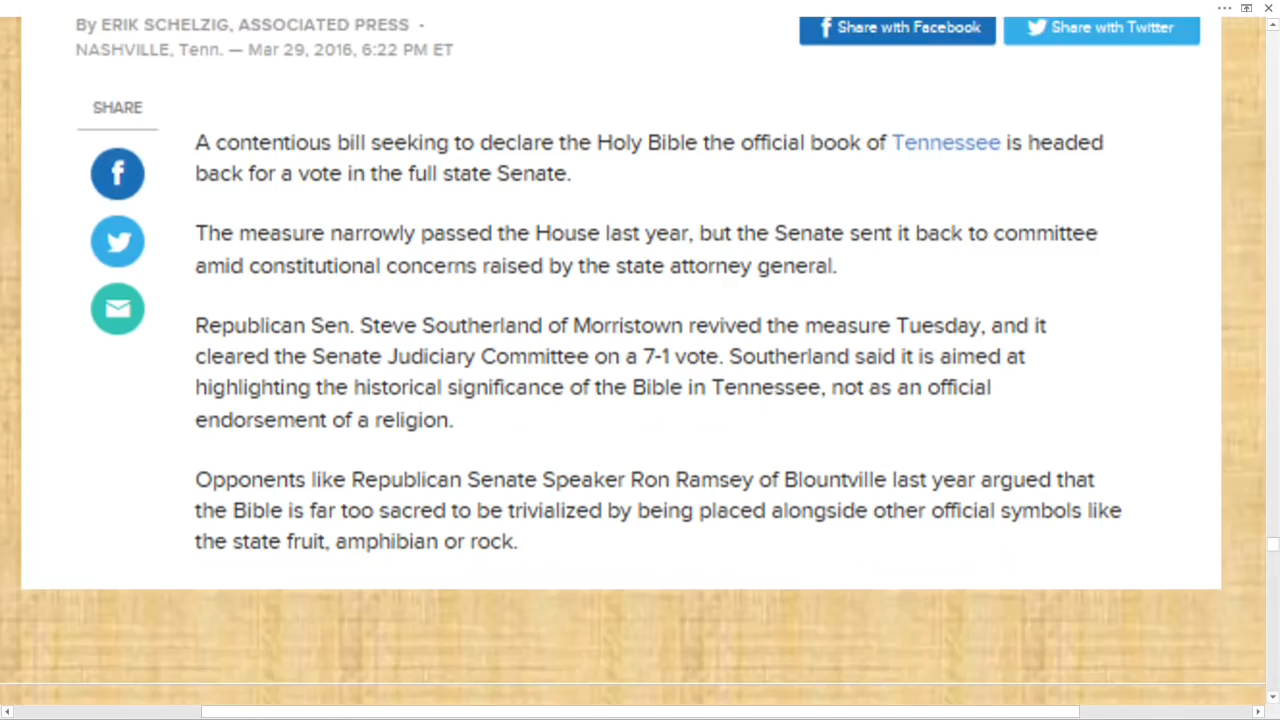 By ERIK SCHELZIG, ASSOCIATED PRESS -
NASHVILLE, Tenn. — Mar 29, 2016, 6:22 PM ET
Share with Facebook
Share with Twitter
SHARE
A contentious bill seeking to declare the Holy Bible the official book of Tennessee is headed
back for a vote in the full state Senate.
The measure narrowly passed the House last year, but the Senate sent it back to committee
amid constitutional concerns raised by the state attorney general.
Republican Sen. Steve Southerland of Morristown revived the measure Tuesday, and it
cleared the Senate Judiciary Committee on a 7-1 vote. Southerland said it is aimed at
highlighting the historical significance of the Bible in Tennessee, not as an official
endorsement of a religion.
Opponents like Republican Senate Speaker Ron Ramsey of Blountville last year argued that
the Bible is far too sacred to be trivialized by being placed alongside other official symbols like
the state fruit, amphibian or rock.